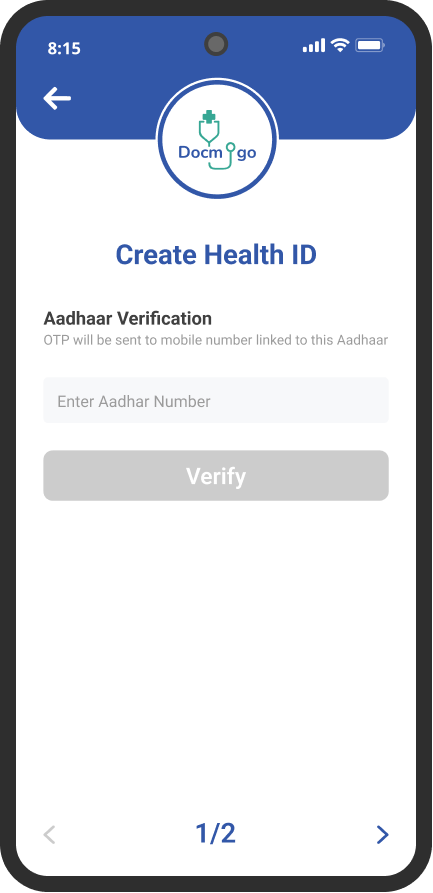 8:15
Docm go
Create Health ID
Aadhaar Verification
OTP will be sent to mobile number linked to this Aadhaar
Enter Aadhar Number
Verify
1/2